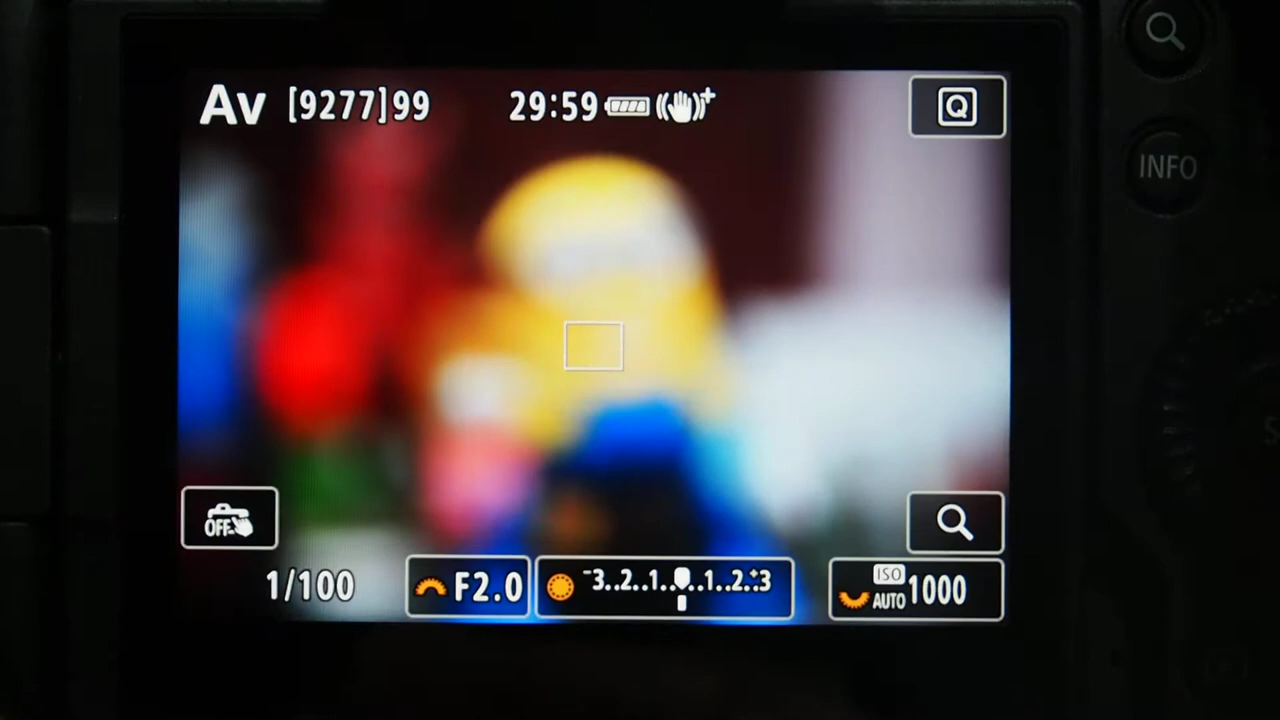 Av [9277]99 29:59
Q
INFO
OFF
1/100 F2.0 -3..2..1..0..1..2..+3 ISO AUTO 1000